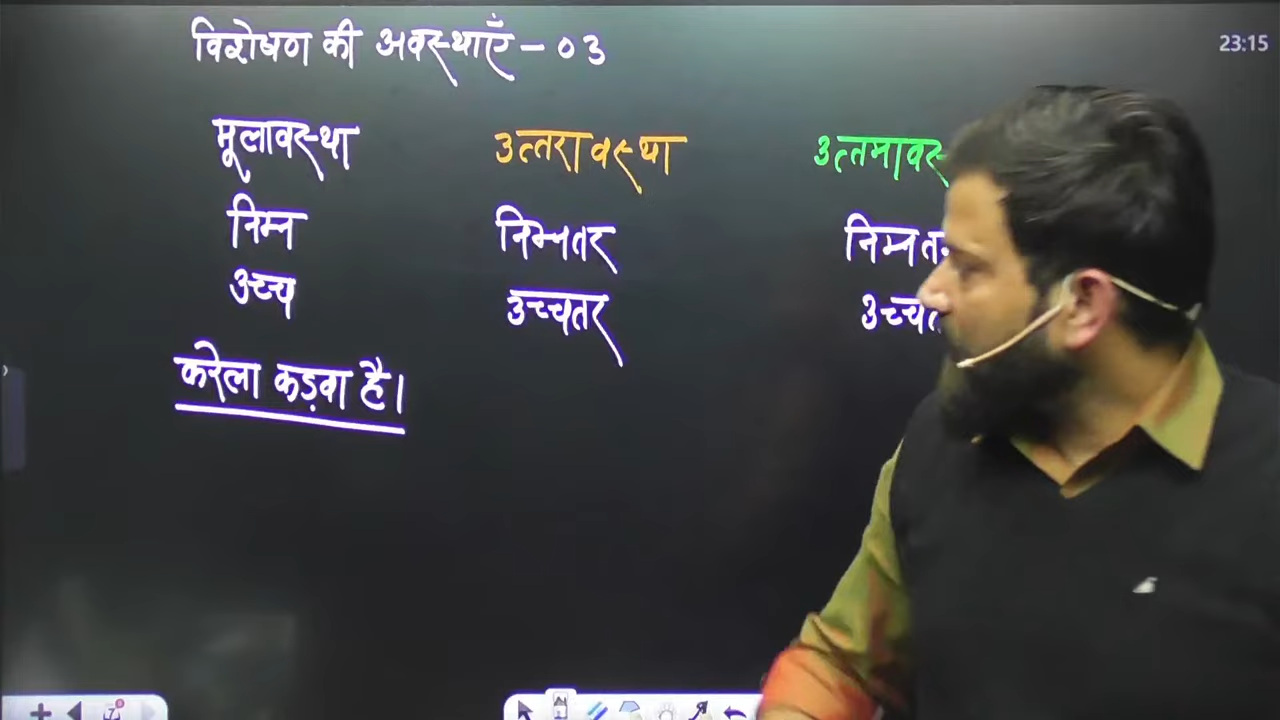 विशेषण की अवस्थाएँ - 03
23:15
मूलावस्था उत्तरावस्था
निम्न निम्नतर
उच्च उच्चतर
करेला कड़वा है।